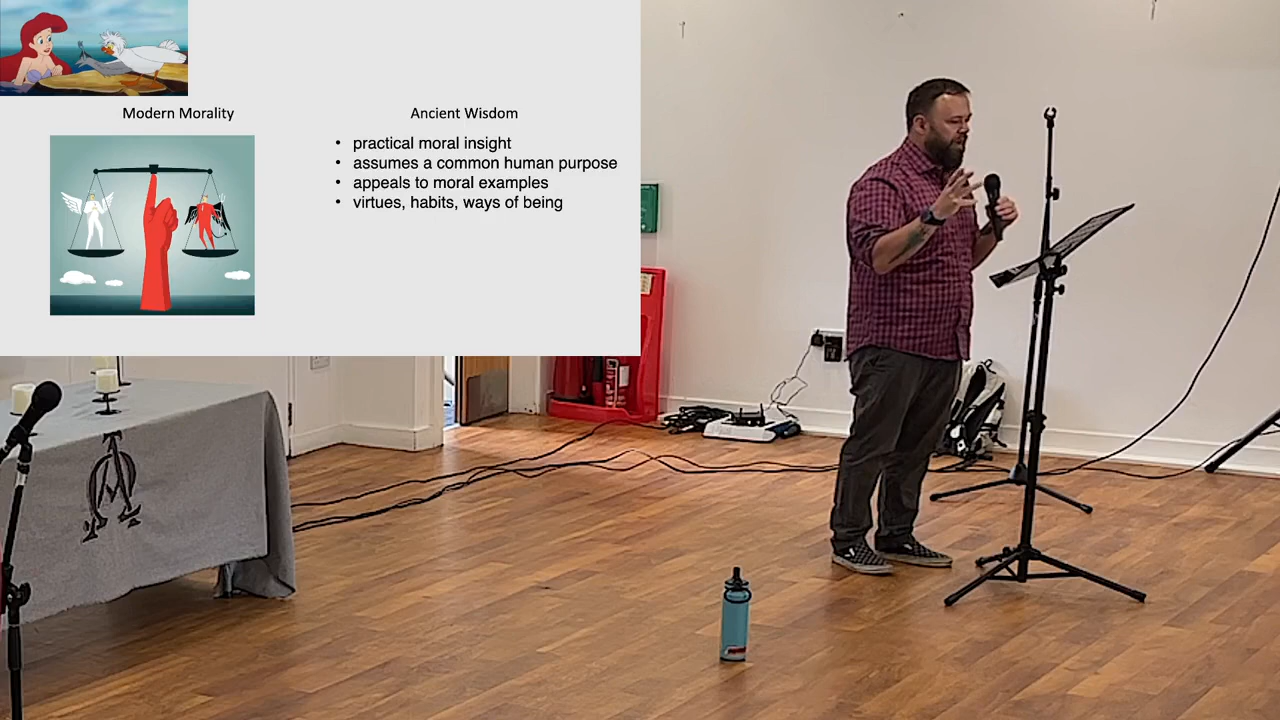 Modern Morality
Ancient Wisdom
• practical moral insight
• assumes a common human purpose
• appeals to moral examples
• virtues, habits, ways of being